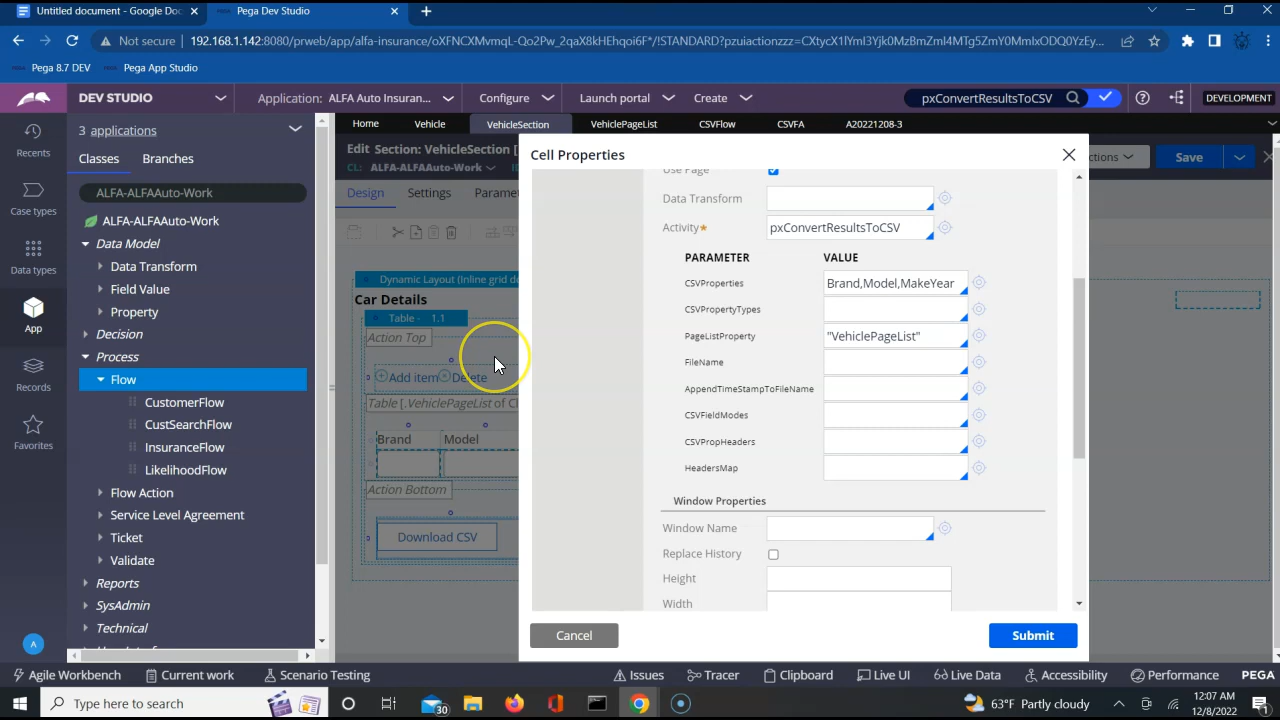 Untitled document - Google Do
Pega Dev Studio
Not secure 192.168.1.142:8080/prweb/app/alfa-insurance/
Pega 8.7 DEV Pega App Studio
DEV STUDIO
Application: ALFA Auto Insuran...
Configure
Launch portal
Create
pxConvertResultsToCSV
DEVELOPMENT
Recents
Case types
Data types
App
Records
Favorites
A
3 applications
Classes Branches
ALFA-ALFAAuto-Work
ALFA-ALFAAuto-Work
Data Model
Data Transform
Field Value
Property
Decision
Process
Flow
CustomerFlow
CustSearchFlow
InsuranceFlow
LikelihoodFlow
Flow Action
Service Level Agreement
Ticket
Validate
Reports
SysAdmin
Technical
Home Vehicle VehicleSection VehiclePageList CSVFlow CSVFA A20221208-3
Edit Section: VehicleSection [
CL: ALFA-ALFAAuto-Work
Save
Design Settings
Dynamic Layout (Inline grid do
Car Details
Table - 1.1
Action Top
Add item Delete
Table [.VehiclePageList of Cl
Brand Model
Action Bottom
Download CSV
Cell Properties
Use Page
Data Transform
Activity★ pxConvertResultsToCSV
PARAMETER VALUE
CSVProperties Brand,Model,MakeYear
CSVPropertyTypes
PageListProperty "VehiclePageList"
FileName
AppendTimeStampToFileName
CSVFieldModes
CSVPropHeaders
HeadersMap
Window Properties
Window Name
Replace History
Height
Width
Cancel Submit
Agile Workbench Current work Scenario Testing Issues Tracer Clipboard Live UI Live Data Accessibility Performance PEGA
Type here to search
30
63°F Partly cloudy
12:07 AM
12/8/2022